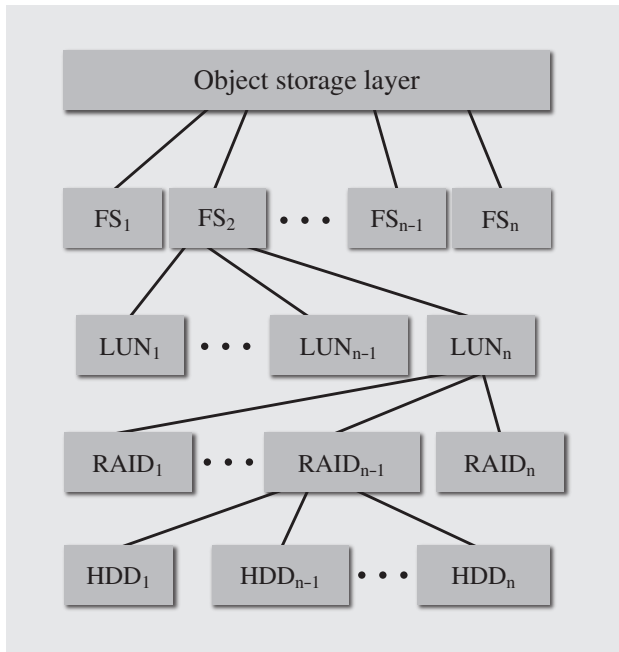 Object storage layer
FS₁ FS₂ • • • FSₙ₋₁ FSₙ
LUN₁ • • • LUNₙ₋₁ LUNₙ
RAID₁ • • • RAIDₙ₋₁ RAIDₙ
HDD₁ HDDₙ₋₁ • • • HDDₙ